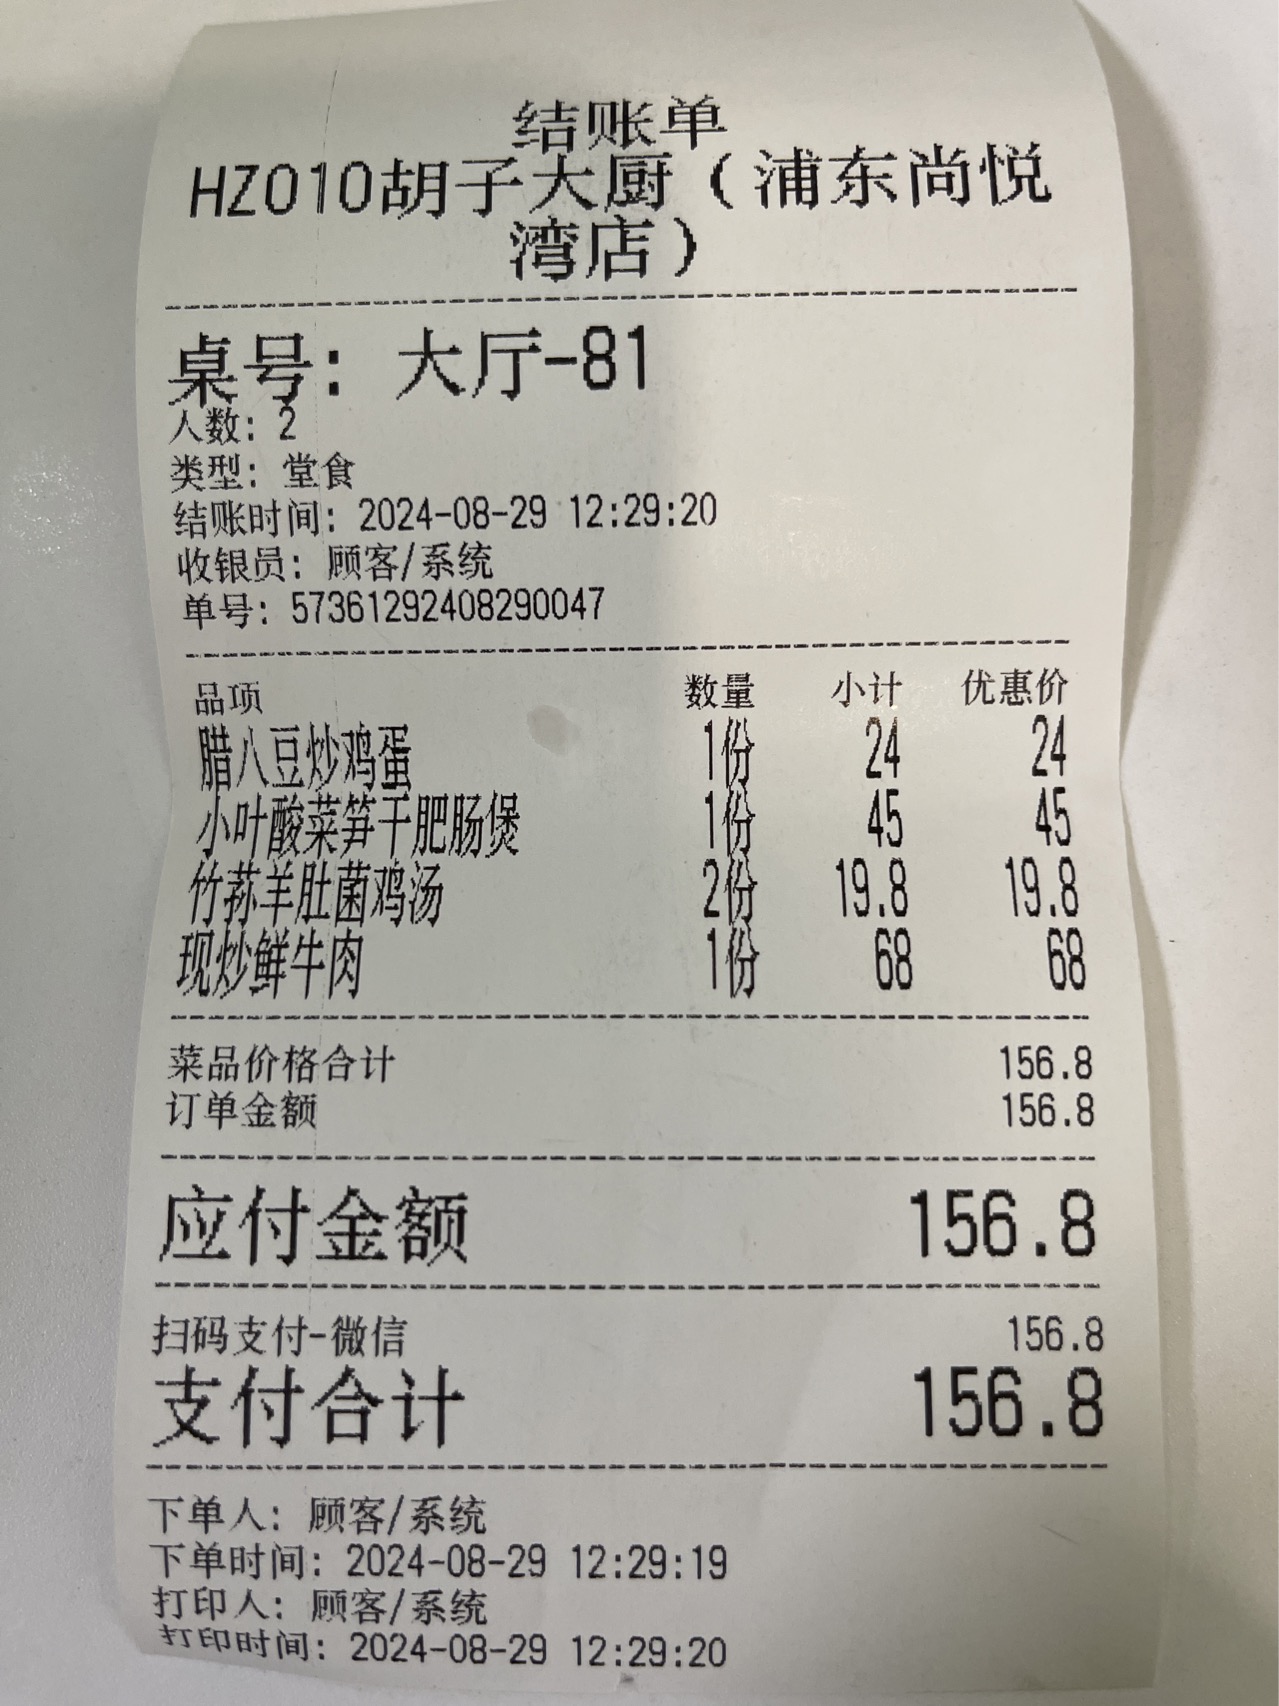 结账单
HZ010胡子大厨（浦东尚悦
湾店）
桌号：大厅-81
人数：2
类型：堂食
结账时间：2024-08-29 12:29:20
收银员：顾客/系统
单号：57361292408290047
品项 数量 小计 优惠价
腊八豆炒鸡蛋 1份 24 24
小叶酸菜笋干肥肠煲 1份 45 45
竹荪羊肚菌鸡汤 2份 19.8 19.8
现炒鲜牛肉 1份 68 68
菜品价格合计 156.8
订单金额 156.8
应付金额 156.8
扫码支付-微信 156.8
支付合计 156.8
下单人：顾客/系统
下单时间：2024-08-29 12:29:19
打印人：顾客/系统
打印时间：2024-08-29 12:29:20